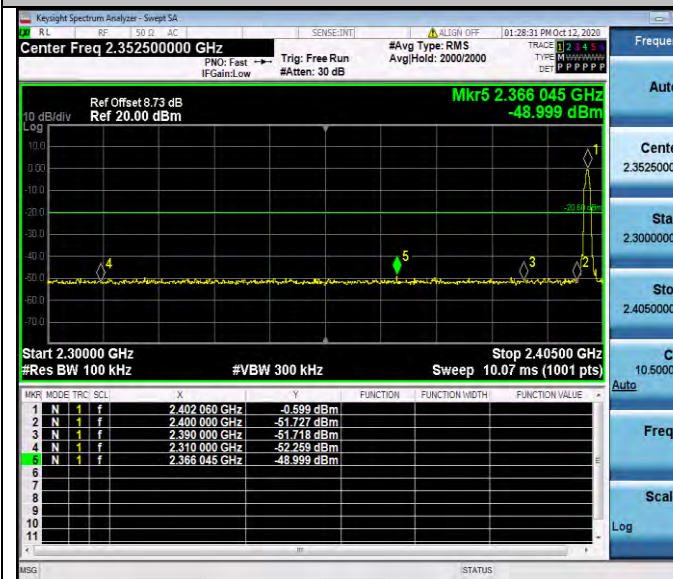 Keysight Spectrum Analyzer - Swept SA
RL RF 50 Ω AC SENSE:INT ALIGN OFF 01:28:31 PM Oct 12, 2020
Center Freq 2.352500000 GHz
PNO: Fast
IFGain:Low
Trig: Free Run
#Atten: 30 dB
#Avg Type: RMS
Avg|Hold: 2000/2000
TRACE 1 2 3 4 5 6
TYPE M
DET P P P P P P
Ref Offset 8.73 dB
10 dB/div Ref 20.00 dBm
Log
Mkr5 2.366 045 GHz
-48.999 dBm
10.0
0.00
-10.0
-20.0
-30.0
-40.0
-50.0
-60.0
-70.0
-20.60 dBm
1
2
3
4
5
Start 2.30000 GHz Stop 2.40500 GHz
#Res BW 100 kHz #VBW 300 kHz Sweep 10.07 ms (1001 pts)
MKR MODE TRC SCL X Y FUNCTION FUNCTION WIDTH FUNCTION VALUE
1 N 1 f 2.402 060 GHz -0.599 dBm
2 N 1 f 2.400 000 GHz -51.727 dBm
3 N 1 f 2.390 000 GHz -51.718 dBm
4 N 1 f 2.310 000 GHz -52.259 dBm
5 N 1 f 2.366 045 GHz -48.999 dBm
6
7
8
9
10
11
MSG STATUS
Freque
Aut
Cente
2.3525000
Sta
2.3000000
Sto
2.4050000
C
10.5000
Auto
Freq
Scal
Log